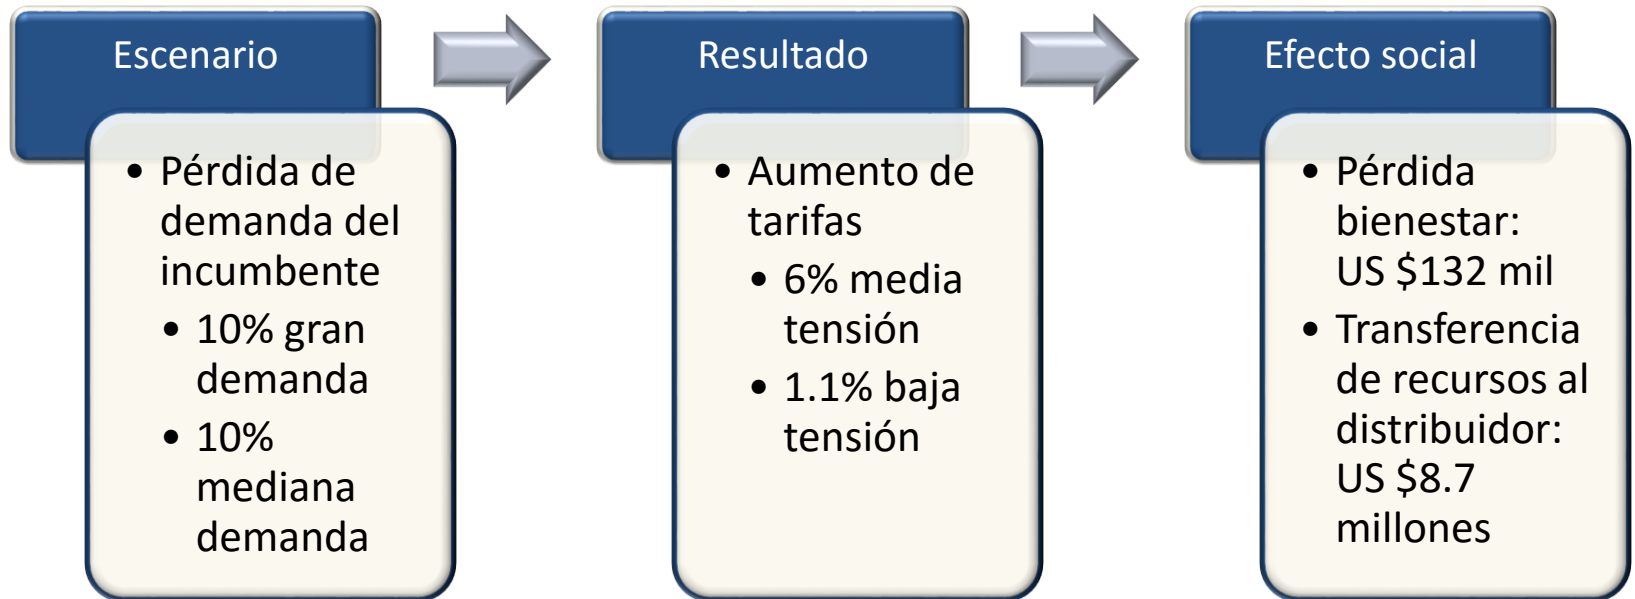 Escenario
• Pérdida de
demanda del
incumbente
• 10% gran
demanda
• 10%
mediana
demanda
Resultado
• Aumento de
tarifas
• 6% media
tensión
• 1.1% baja
tensión
Efecto social
• Pérdida
bienestar:
US $132 mil
• Transferencia
de recursos al
distribuidor:
US $8.7
millones